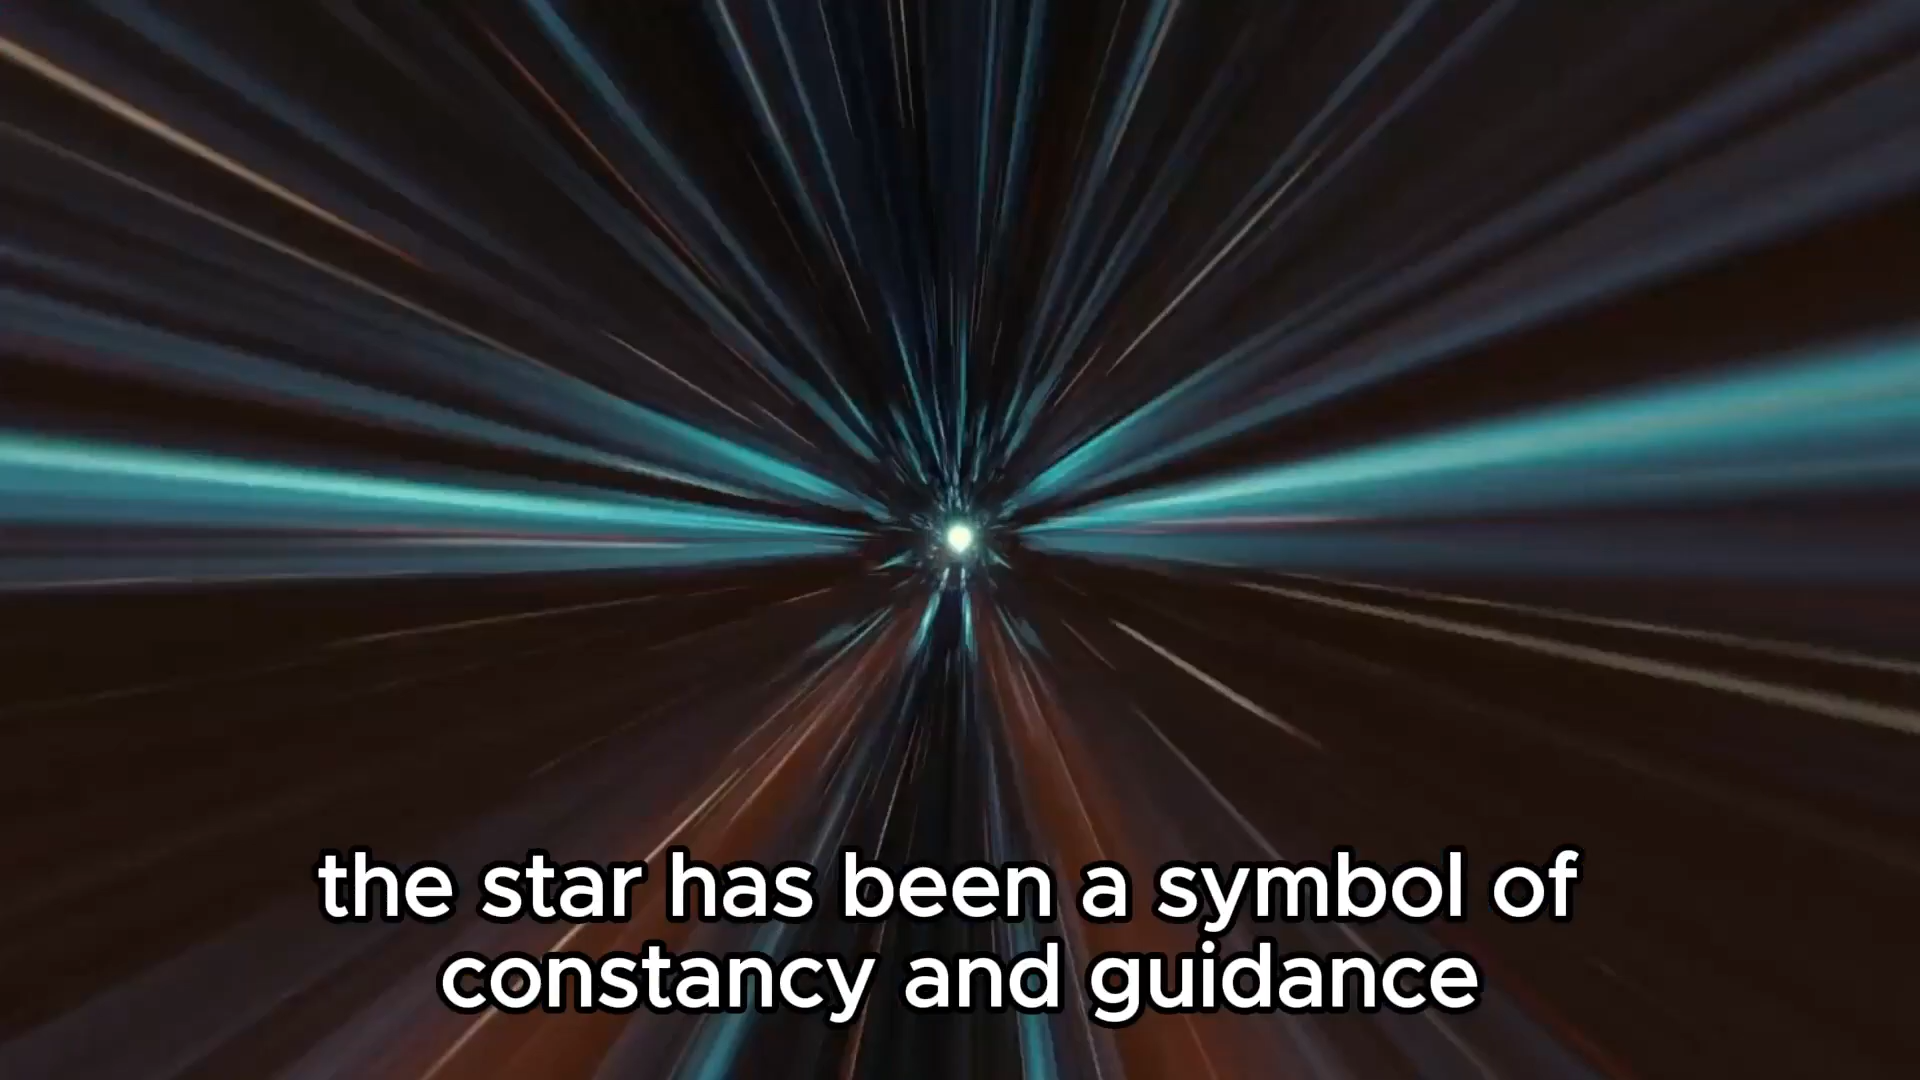 the star has been a symbol of
constancy and guidance